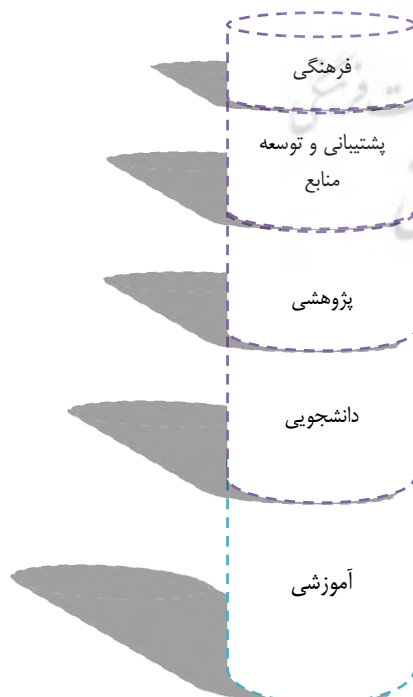 فرهنگی
پشتیبانی و توسعه
منابع
پژوهشی
دانشجویی
آموزشی